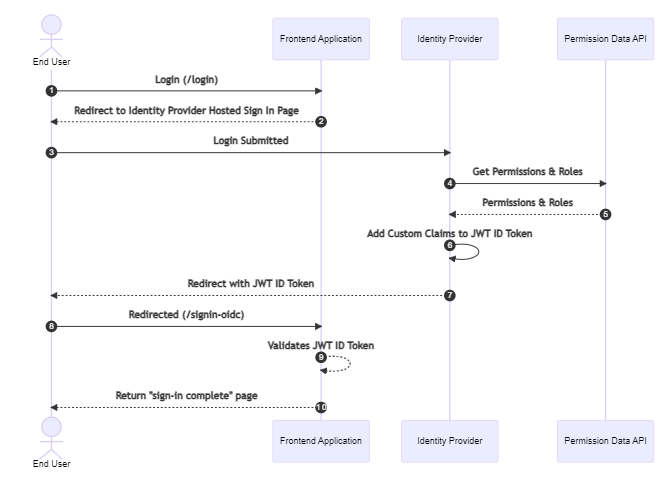 Frontend Application
Identity Provider
Permission Data API
End User
Login (/login)
1
Redirect to Identity Provider Hosted Sign In Page
2
Login Submitted
3
Get Permissions & Roles
4
Permissions & Roles
5
Add Custom Claims to JWT ID Token
6
Redirect with JWT ID Token
7
Redirected (/signin-oidc)
8
Validates JWT ID Token
9
Return "sign-in complete" page
10
Frontend Application
Identity Provider
Permission Data API
End User